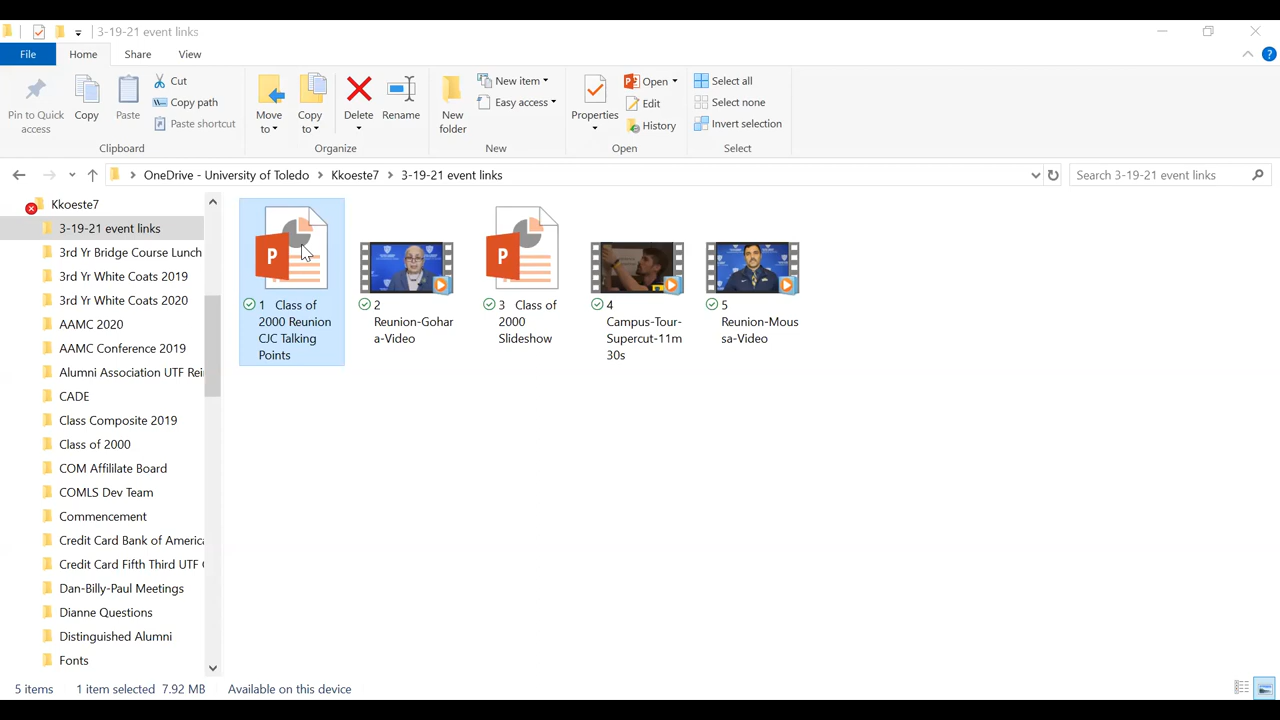 3-19-21 event links
File Home Share View
Pin to Quick access
Copy
Paste
Cut
Copy path
Paste shortcut
Clipboard
Move to
Copy to
Delete
Rename
Organize
New folder
New item
Easy access
New
Properties
Open
Edit
History
Open
Select all
Select none
Invert selection
Select
OneDrive - University of Toledo Kkoeste7 3-19-21 event links
Search 3-19-21 event links
Kkoeste7
3-19-21 event links
3rd Yr Bridge Course Lunch
3rd Yr White Coats 2019
3rd Yr White Coats 2020
AAMC 2020
AAMC Conference 2019
Alumni Association UTF Rei
CADE
Class Composite 2019
Class of 2000
COM Affililate Board
COMLS Dev Team
Commencement
Credit Card Bank of America
Credit Card Fifth Third UTF
Dan-Billy-Paul Meetings
Dianne Questions
Distinguished Alumni
Fonts
P
1 Class of
2000 Reunion
CJC Talking
Points
2
Reunion-Gohar
a-Video
P
3 Class of
2000
Slideshow
4
Campus-Tour-
Supercut-11m
30s
5
Reunion-Mous
sa-Video
5 items 1 item selected 7.92 MB Available on this device